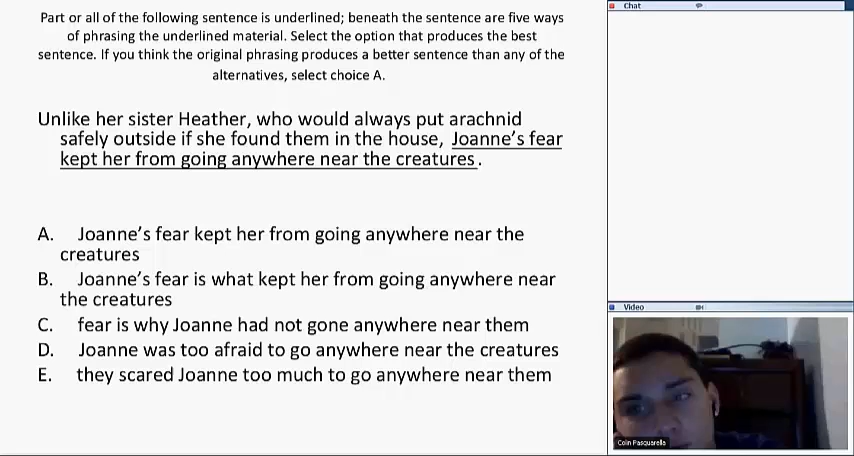 Part or all of the following sentence is underlined; beneath the sentence are five ways
of phrasing the underlined material. Select the option that produces the best
sentence. If you think the original phrasing produces a better sentence than any of the
alternatives, select choice A.
Unlike her sister Heather, who would always put arachnid
safely outside if she found them in the house, Joanne’s fear
kept her from going anywhere near the creatures.
A. Joanne’s fear kept her from going anywhere near the
creatures
B. Joanne’s fear is what kept her from going anywhere near
the creatures
C. fear is why Joanne had not gone anywhere near them
D. Joanne was too afraid to go anywhere near the creatures
E. they scared Joanne too much to go anywhere near them
Chat
Video
Colin Pasquarella